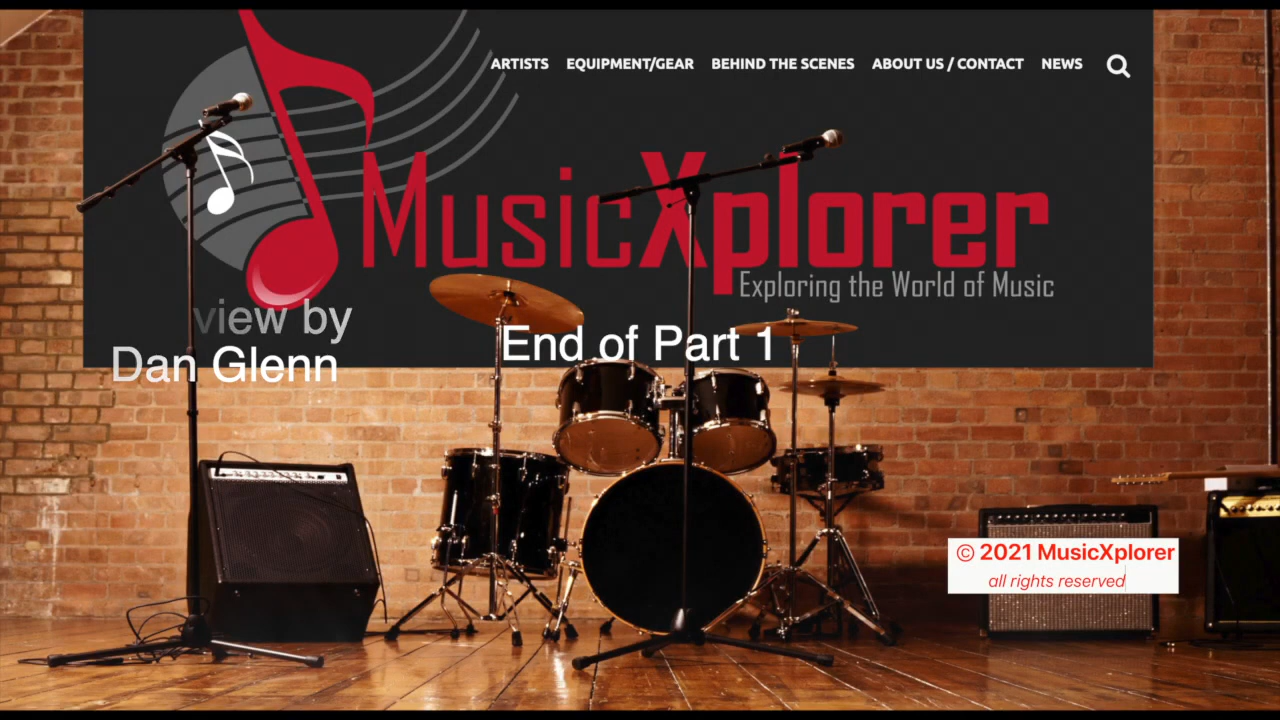 ARTISTS EQUIPMENT/GEAR BEHIND THE SCENES ABOUT US / CONTACT NEWS
MusicXplorer
Exploring the World of Music
view by
Dan Glenn
End of Part 1
© 2021 MusicXplorer
all rights reserved